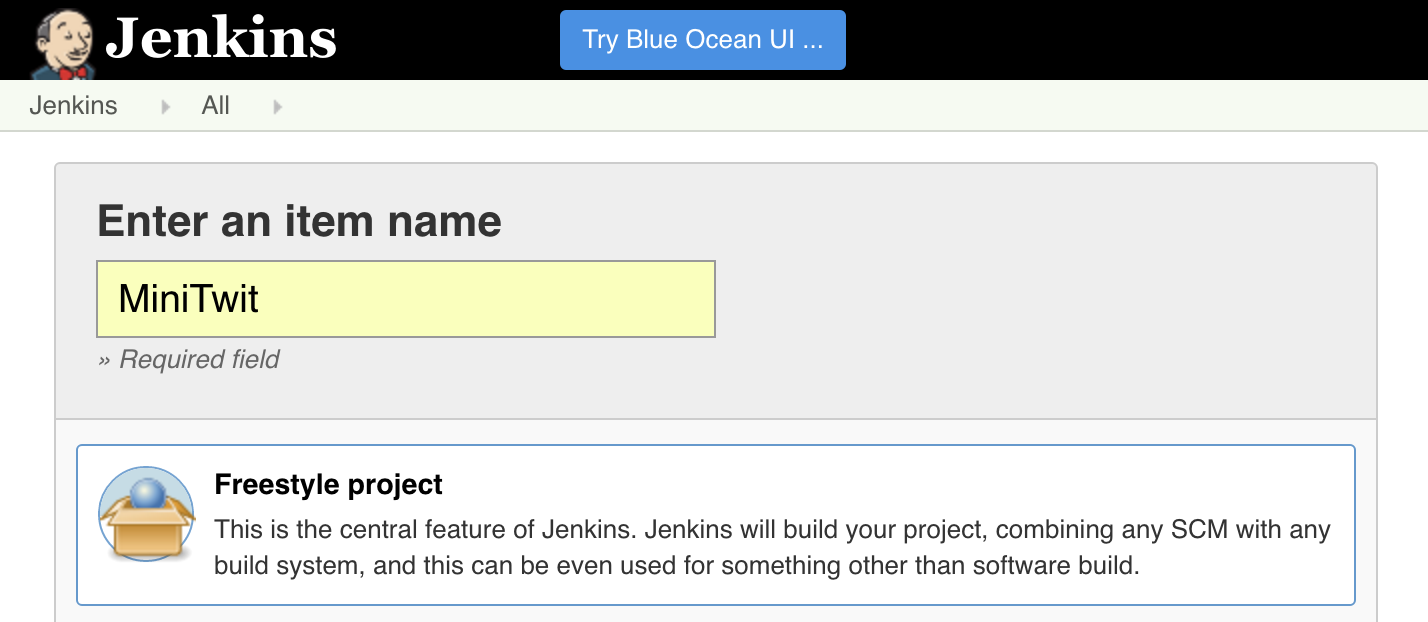 Jenkins
Try Blue Ocean UI ...
Jenkins
All
Enter an item name
MiniTwit
» Required field
Freestyle project
This is the central feature of Jenkins. Jenkins will build your project, combining any SCM with any
build system, and this can be even used for something other than software build.